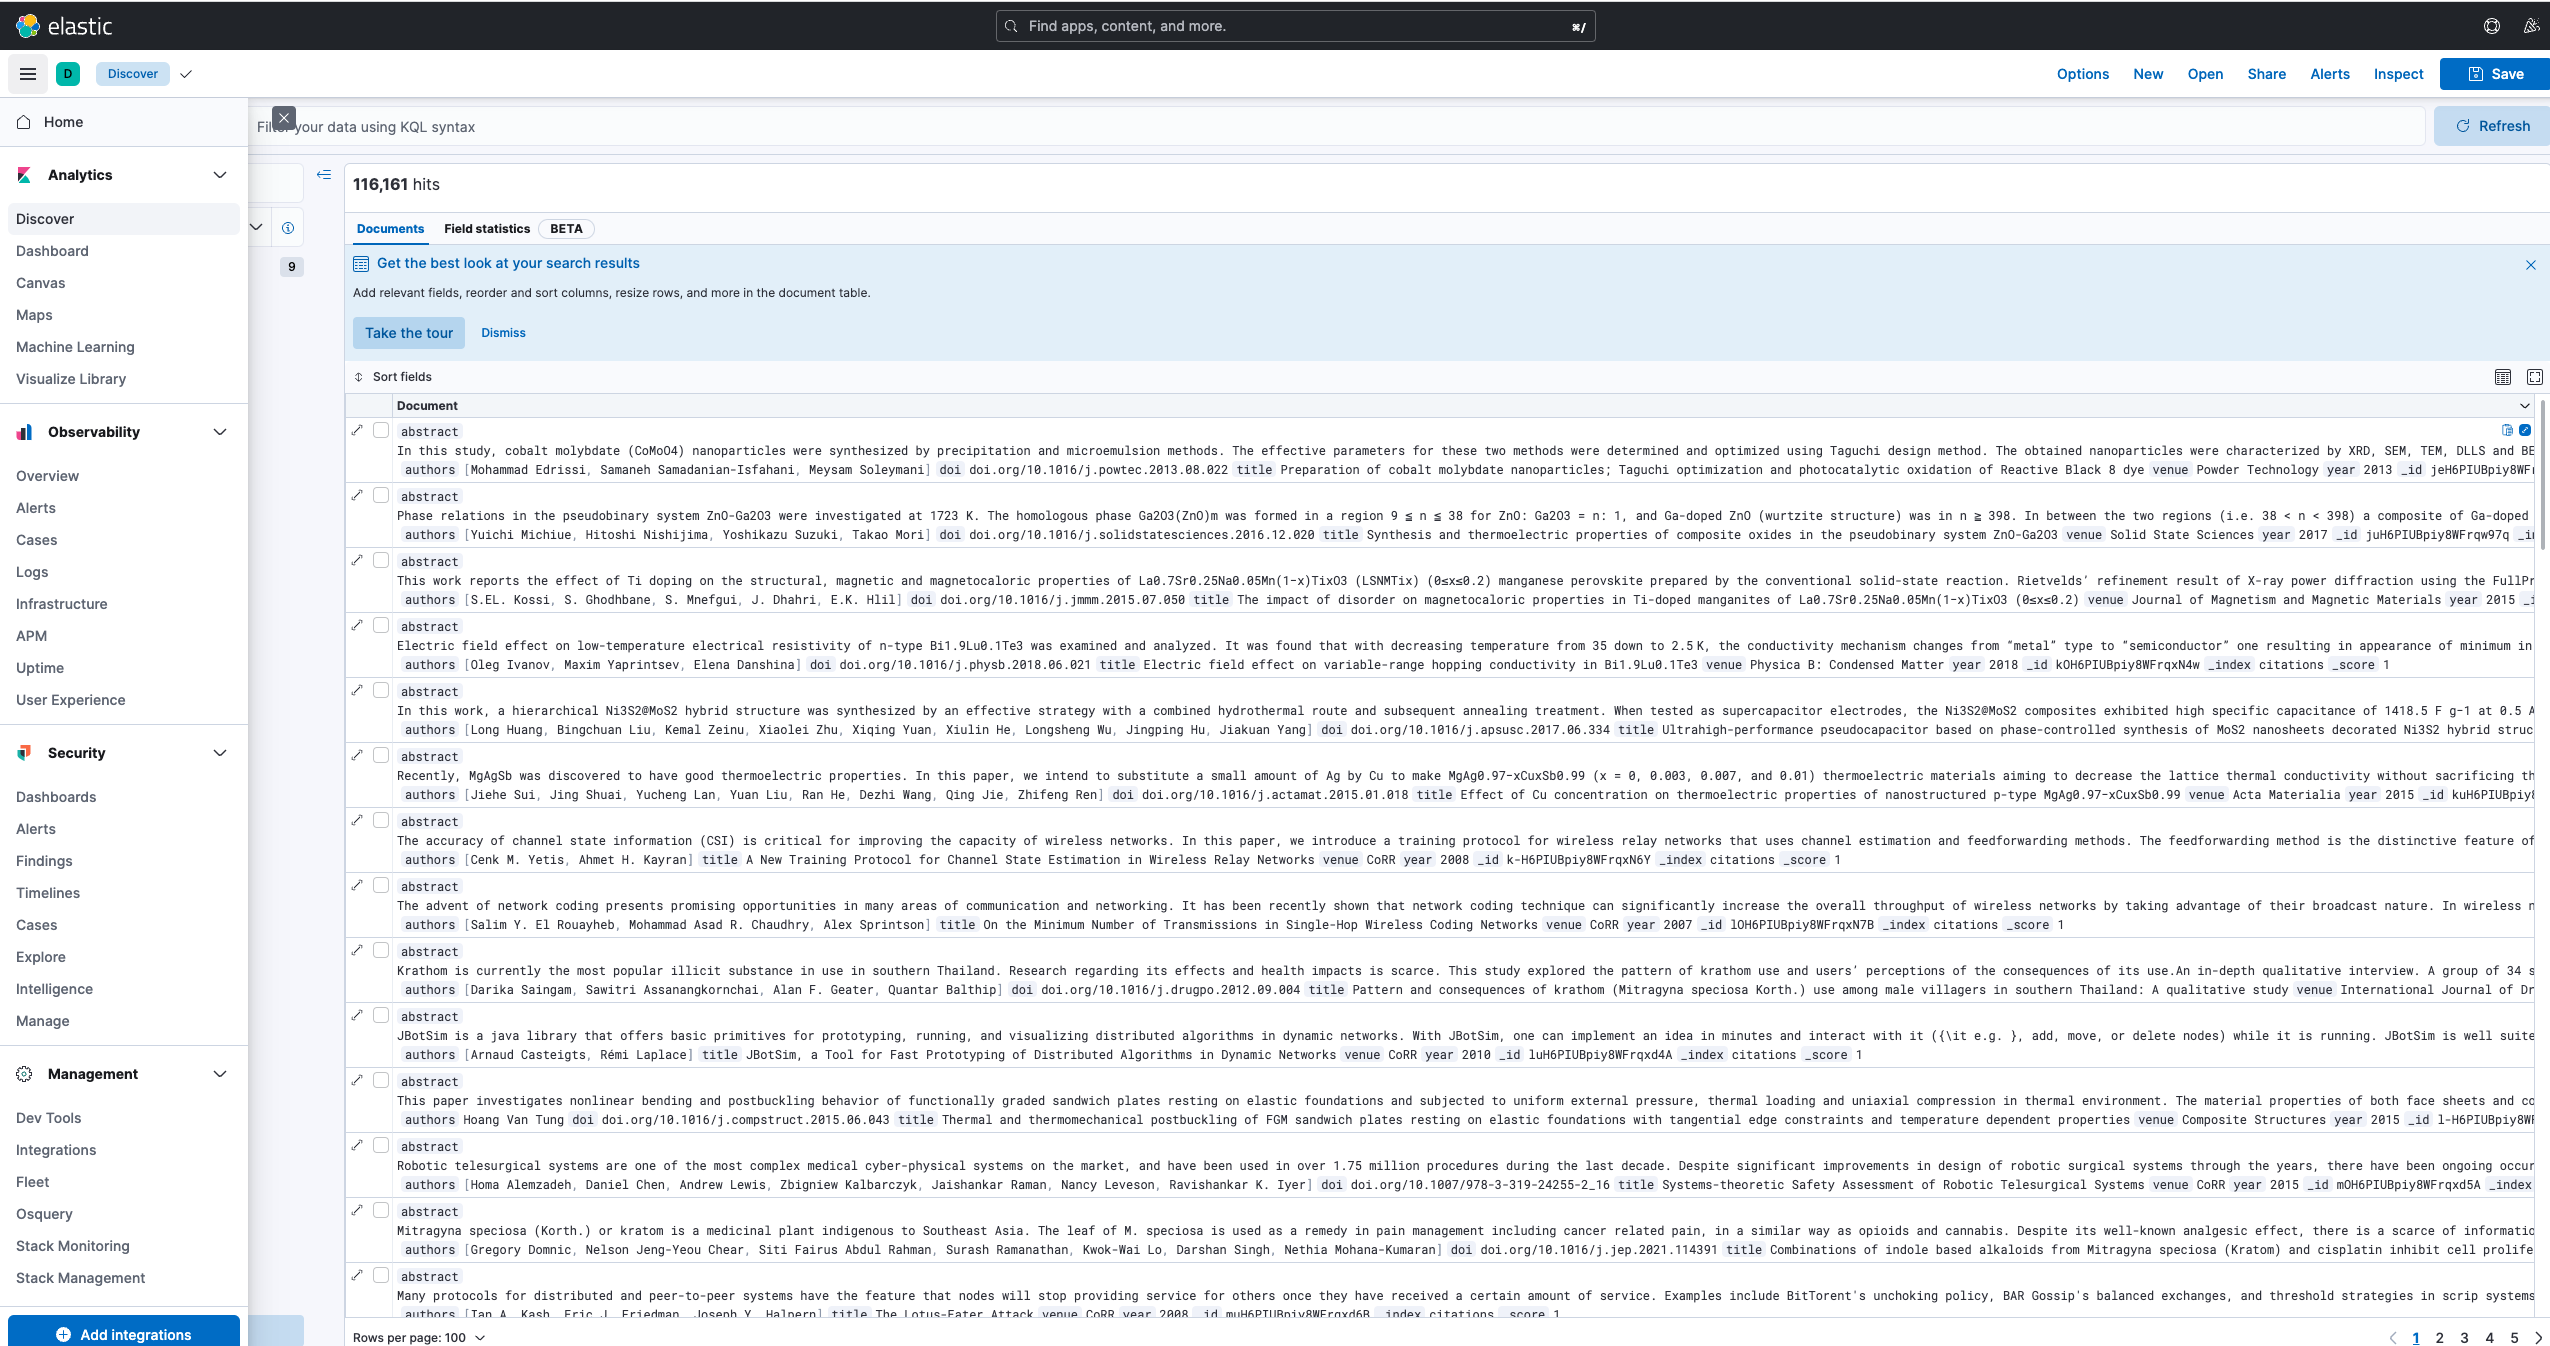 elastic
Find apps, content, and more.
⌘/
D
Discover
Options New Open Share Alerts Inspect Save
Home
your data using KQL syntax
Refresh
Analytics
Discover
Dashboard
Canvas
Maps
Machine Learning
Visualize Library
Observability
Overview
Alerts
Cases
Logs
Infrastructure
APM
Uptime
User Experience
Security
Dashboards
Alerts
Findings
Timelines
Cases
Explore
Intelligence
Manage
Management
Dev Tools
Integrations
Fleet
Osquery
Stack Monitoring
Stack Management
Add integrations
9
116,161 hits
Documents Field statistics BETA
Get the best look at your search results
Add relevant fields, reorder and sort columns, resize rows, and more in the document table.
Take the tour Dismiss
Sort fields
Document
abstract
In this study, cobalt molybdate (CoMoO4) nanoparticles were synthesized by precipitation and microemulsion methods. The effective parameters for these two methods were determined and optimized using Taguchi design method. The obtained nanoparticles were characterized by XRD, SEM, TEM, DLLS and BE
authors [Mohammad Edrissi, Samaneh Samadanian-Isfahani, Meysam Soleymani] doi doi.org/10.1016/j.powtec.2013.08.022 title Preparation of cobalt molybdate nanoparticles; Taguchi optimization and photocatalytic oxidation of Reactive Black 8 dye venue Powder Technology year 2013 _id jeH6PIUBpiy8WFr
abstract
Phase relations in the pseudobinary system ZnO-Ga2O3 were investigated at 1723 K. The homologous phase Ga2O3(ZnO)m was formed in a region 9 ≦ n ≦ 38 for ZnO: Ga2O3 = n: 1, and Ga-doped ZnO (wurtzite structure) was in n ≧ 398. In between the two regions (i.e. 38 < n < 398) a composite of Ga-doped
authors [Yuichi Michiue, Hitoshi Nishijima, Yoshikazu Suzuki, Takao Mori] doi doi.org/10.1016/j.solidstatesciences.2016.12.020 title Synthesis and thermoelectric properties of composite oxides in the pseudobinary system ZnO-Ga2O3 venue Solid State Sciences year 2017 _id juH6PIUBpiy8WFrqw97q _i
abstract
This work reports the effect of Ti doping on the structural, magnetic and magnetocaloric properties of La0.7Sr0.25Na0.05Mn(1-x)TixO3 (LSNMTix) (0≤x≤0.2) manganese perovskite prepared by the conventional solid-state reaction. Rietvelds’ refinement result of X-ray power diffraction using the FullPr
authors [S.EL. Kossi, S. Ghodhbane, S. Mnefgui, J. Dhahri, E.K. Hlil] doi doi.org/10.1016/j.jmmm.2015.07.050 title The impact of disorder on magnetocaloric properties in Ti-doped manganites of La0.7Sr0.25Na0.05Mn(1-x)TixO3 (0≤x≤0.2) venue Journal of Magnetism and Magnetic Materials year 2015 _i
abstract
Electric field effect on low-temperature electrical resistivity of n-type Bi1.9Lu0.1Te3 was examined and analyzed. It was found that with decreasing temperature from 35 down to 2.5 K, the conductivity mechanism changes from “metal” type to “semiconductor” one resulting in appearance of minimum in
authors [Oleg Ivanov, Maxim Yaprintsev, Elena Danshina] doi doi.org/10.1016/j.physb.2018.06.021 title Electric field effect on variable-range hopping conductivity in Bi1.9Lu0.1Te3 venue Physica B: Condensed Matter year 2018 _id kOH6PIUBpiy8WFrqxN4w _index citations _score 1
abstract
In this work, a hierarchical Ni3S2@MoS2 hybrid structure was synthesized by an effective strategy with a combined hydrothermal route and subsequent annealing treatment. When tested as supercapacitor electrodes, the Ni3S2@MoS2 composites exhibited high specific capacitance of 1418.5 F g−1 at 0.5 A
authors [Long Huang, Bingchuan Liu, Kemal Zeinu, Xiaolei Zhu, Xiqing Yuan, Xiulin He, Longsheng Wu, Jingping Hu, Jiakuan Yang] doi doi.org/10.1016/j.apsusc.2017.06.334 title Ultrahigh-performance pseudocapacitor based on phase-controlled synthesis of MoS2 nanosheets decorated Ni3S2 hybrid struc
abstract
Recently, MgAgSb was discovered to have good thermoelectric properties. In this paper, we intend to substitute a small amount of Ag by Cu to make MgAg0.97-xCuxSb0.99 (x = 0, 0.003, 0.007, and 0.01) thermoelectric materials aiming to decrease the lattice thermal conductivity without sacrificing th
authors [Jiehe Sui, Jing Shuai, Yucheng Lan, Yuan Liu, Ran He, Dezhi Wang, Qing Jie, Zhifeng Ren] doi doi.org/10.1016/j.actamat.2015.01.018 title Effect of Cu concentration on thermoelectric properties of nanostructured p-type MgAg0.97-xCuxSb0.99 venue Acta Materialia year 2015 _id kuH6PIUBpiy8
abstract
The accuracy of channel state information (CSI) is critical for improving the capacity of wireless networks. In this paper, we introduce a training protocol for wireless relay networks that uses channel estimation and feedforwarding methods. The feedforwarding method is the distinctive feature of
authors [Cenk M. Yetis, Ahmet H. Kayran] title A New Training Protocol for Channel State Estimation in Wireless Relay Networks venue CoRR year 2008 _id k-H6PIUBpiy8WFrqxN6Y _index citations _score 1
abstract
The advent of network coding presents promising opportunities in many areas of communication and networking. It has been recently shown that network coding technique can significantly increase the overall throughput of wireless networks by taking advantage of their broadcast nature. In wireless n
authors [Salim Y. El Rouayheb, Mohammad Asad R. Chaudhry, Alex Sprintson] title On the Minimum Number of Transmissions in Single-Hop Wireless Coding Networks venue CoRR year 2007 _id lOH6PIUBpiy8WFrqxN7B _index citations _score 1
abstract
Krathom is currently the most popular illicit substance in use in southern Thailand. Research regarding its effects and health impacts is scarce. This study explored the pattern of krathom use and users’ perceptions of the consequences of its use.An in-depth qualitative interview. A group of 34 s
authors [Darika Saingam, Sawitri Assanangkornchai, Alan F. Geater, Quantar Balthip] doi doi.org/10.1016/j.drugpo.2012.09.004 title Pattern and consequences of krathom (Mitragyna speciosa Korth.) use among male villagers in southern Thailand: A qualitative study venue International Journal of Dr
abstract
JBotSim is a java library that offers basic primitives for prototyping, running, and visualizing distributed algorithms in dynamic networks. With JBotSim, one can implement an idea in minutes and interact with it ({\it e.g. }, add, move, or delete nodes) while it is running. JBotSim is well suite
authors [Arnaud Casteigts, Rémi Laplace] title JBotSim, a Tool for Fast Prototyping of Distributed Algorithms in Dynamic Networks venue CoRR year 2010 _id luH6PIUBpiy8WFrqxd4A _index citations _score 1
abstract
This paper investigates nonlinear bending and postbuckling behavior of functionally graded sandwich plates resting on elastic foundations and subjected to uniform external pressure, thermal loading and uniaxial compression in thermal environment. The material properties of both face sheets and co
authors Hoang Van Tung doi doi.org/10.1016/j.compstruct.2015.06.043 title Thermal and thermomechanical postbuckling of FGM sandwich plates resting on elastic foundations with tangential edge constraints and temperature dependent properties venue Composite Structures year 2015 _id l-H6PIUBpiy8WF
abstract
Robotic telesurgical systems are one of the most complex medical cyber-physical systems on the market, and have been used in over 1.75 million procedures during the last decade. Despite significant improvements in design of robotic surgical systems through the years, there have been ongoing occur
authors [Homa Alemzadeh, Daniel Chen, Andrew Lewis, Zbigniew Kalbarczyk, Jaishankar Raman, Nancy Leveson, Ravishankar K. Iyer] doi doi.org/10.1007/978-3-319-24255-2_16 title Systems-theoretic Safety Assessment of Robotic Telesurgical Systems venue CoRR year 2015 _id mOH6PIUBpiy8WFrqxd5A _index
abstract
Mitragyna speciosa (Korth.) or kratom is a medicinal plant indigenous to Southeast Asia. The leaf of M. speciosa is used as a remedy in pain management including cancer related pain, in a similar way as opioids and cannabis. Despite its well-known analgesic effect, there is a scarce of informatio
authors [Gregory Domnic, Nelson Jeng-Yeou Chear, Siti Fairus Abdul Rahman, Surash Ramanathan, Kwok-Wai Lo, Darshan Singh, Nethia Mohana-Kumaran] doi doi.org/10.1016/j.jep.2021.114391 title Combinations of indole based alkaloids from Mitragyna speciosa (Kratom) and cisplatin inhibit cell prolife
abstract
Many protocols for distributed and peer-to-peer systems have the feature that nodes will stop providing service for others once they have received a certain amount of service. Examples include BitTorent's unchoking policy, BAR Gossip's balanced exchanges, and threshold strategies in scrip systems
authors [Ian A. Kash, Eric J. Friedman, Joseph Y. Halpern] title The Lotus-Eater Attack venue CoRR year 2008 _id muH6PIUBpiy8WFrqxd6B _index citations _score 1
Rows per page: 100
1 2 3 4 5